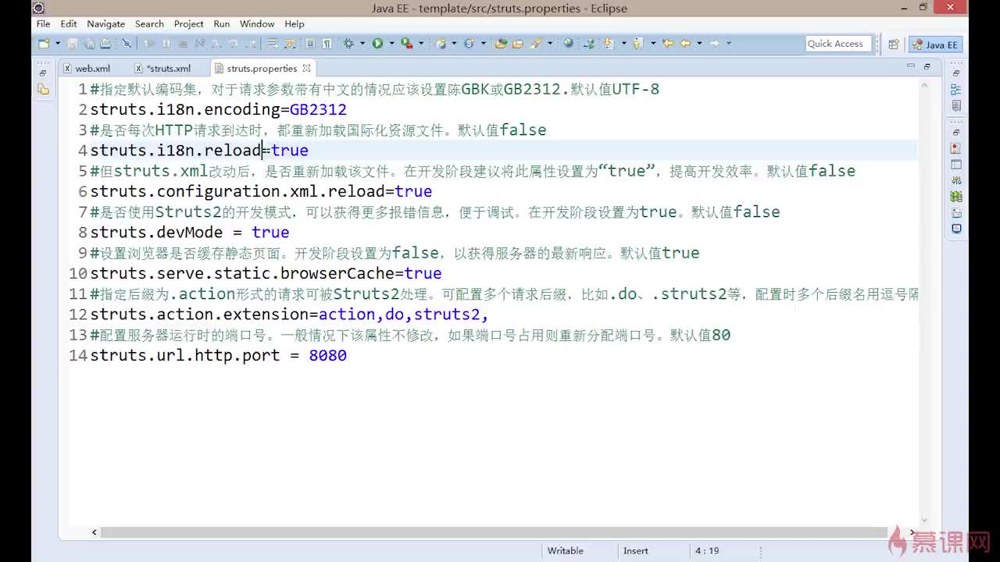 Java EE - template/src/struts.properties - Eclipse
File Edit Navigate Search Project Run Window Help
Quick Access
Java EE
web.xml
*struts.xml
struts.properties
1 #指定默认编码集，对于请求参数带有中文的情况应该设置陈GBK或GB2312.默认值UTF-8
2 struts.i18n.encoding=GB2312
3 #是否每次HTTP请求到达时，都重新加载国际化资源文件。默认值false
4 struts.i18n.reload=true
5 #但struts.xml改动后，是否重新加载该文件。在开发阶段建议将此属性设置为“true”，提高开发效率。默认值false
6 struts.configuration.xml.reload=true
7 #是否使用Struts2的开发模式，可以获得更多报错信息，便于调试。在开发阶段设置为true。默认值false
8 struts.devMode = true
9 #设置浏览器是否缓存静态页面。开发阶段设置为false，以获得服务器的最新响应。默认值true
10 struts.serve.static.browserCache=true
11 #指定后缀为.action形式的请求可被Struts2处理。可配置多个请求后缀，比如.do、.struts2等，配置时多个后缀名用逗号隔
12 struts.action.extension=action,do,struts2,
13 #配置服务器运行时的端口号。一般情况下该属性不修改，如果端口号占用则重新分配端口号。默认值80
14 struts.url.http.port = 8080
Writable
Insert
4 : 19
慕课网